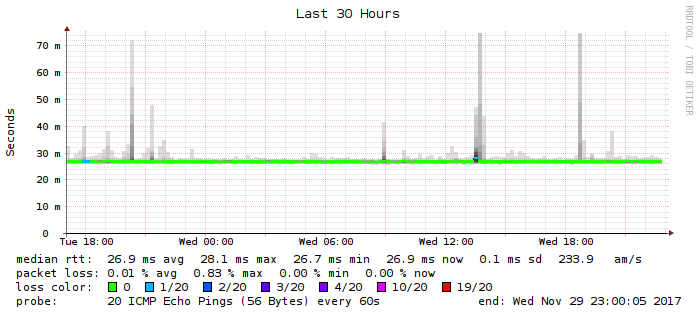 Last 30 Hours
RRDTOOL / TOBI OETIKER
Seconds
70 m
60 m
50 m
40 m
30 m
20 m
10 m
0
Tue 18:00 Wed 00:00 Wed 06:00 Wed 12:00 Wed 18:00
median rtt: 26.9 ms avg 28.1 ms max 26.7 ms min 26.9 ms now 0.1 ms sd 233.9 am/s
packet loss: 0.01 % avg 0.83 % max 0.00 % min 0.00 % now
loss color: 0 1/20 2/20 3/20 4/20 10/20 19/20
probe: 20 ICMP Echo Pings (56 Bytes) every 60s end: Wed Nov 29 23:00:05 2017